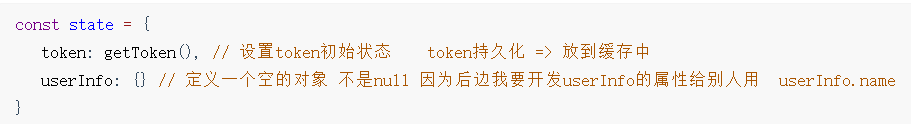 const state = {
token: getToken(), // 设置token初始状态 token持久化 => 放到缓存中
userInfo: {} // 定义一个空的对象 不是null 因为后边我要开发userInfo的属性给别人用 userInfo.name
}